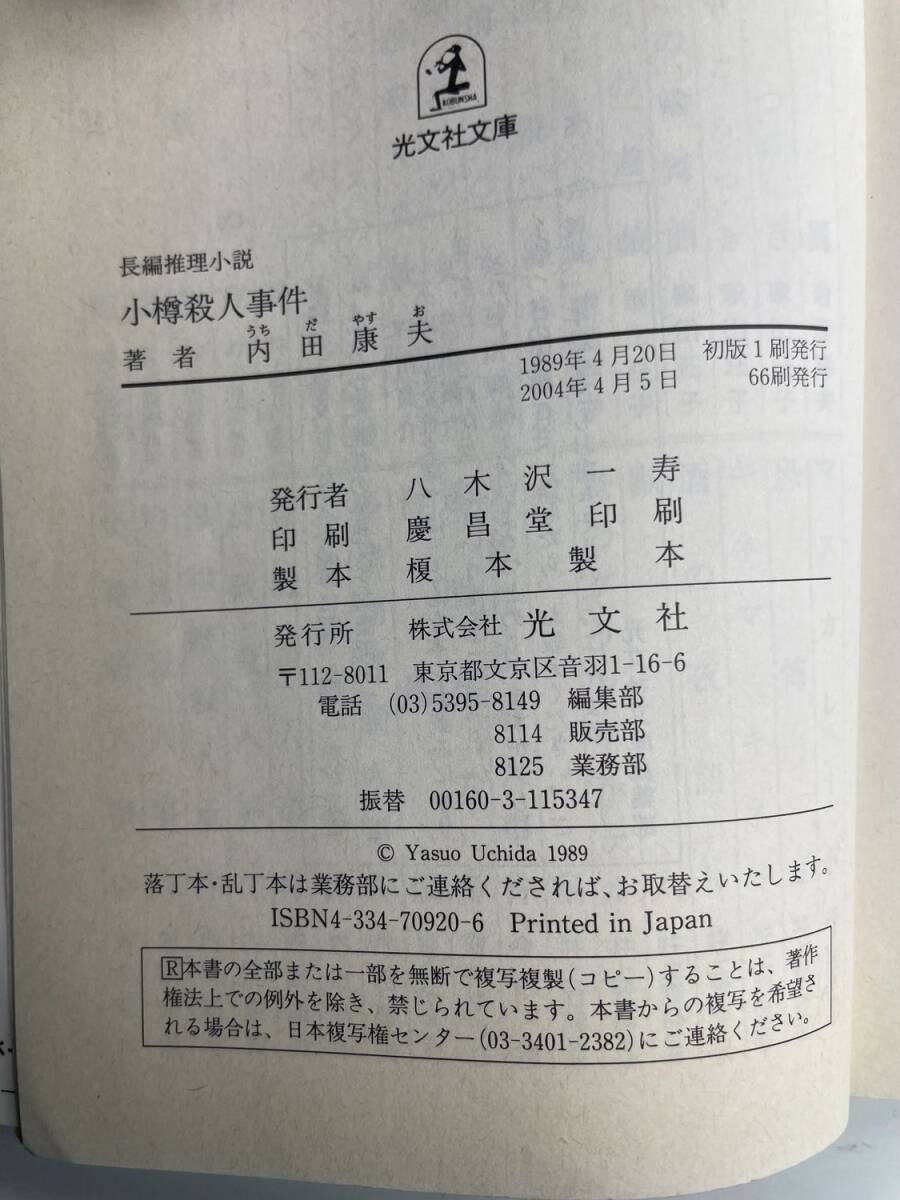 KOBUNSHA
光文社文庫
長編推理小説
小樽殺人事件
うち だ やす お
著者 内田康夫
1989年4月20日 初版1刷発行
2004年4月5日 66刷発行
発行者 八木沢一寿
印刷 慶昌堂印刷
製本 榎本製本
発行所 株式会社 光文社
〒112-8011 東京都文京区音羽1-16-6
電話 (03)5395-8149 編集部
8114 販売部
8125 業務部
振替 00160-3-115347
© Yasuo Uchida 1989
落丁本・乱丁本は業務部にご連絡くだされば、お取替えいたします。
ISBN4-334-70920-6 Printed in Japan
R本書の全部または一部を無断で複写複製(コピー)することは、著作
権法上での例外を除き、禁じられています。本書からの複写を希望さ
れる場合は、日本複写権センター(03-3401-2382)にご連絡ください。